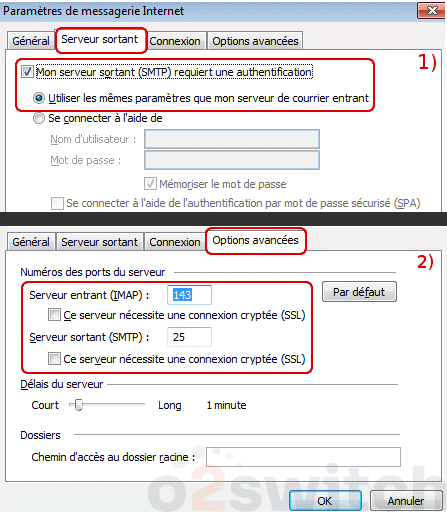 Paramètres de messagerie Internet
Général Serveur sortant Connexion Options avancées
1)
Mon serveur sortant (SMTP) requiert une authentification
Utiliser les mêmes paramètres que mon serveur de courrier entrant
Se connecter à l'aide de
Nom d'utilisateur :
Mot de passe :
Mémoriser le mot de passe
Se connecter à l'aide de l'authentification par mot de passe sécurisé (SPA)
Général Serveur sortant Connexion Options avancées
2)
Numéros des ports du serveur
Serveur entrant (IMAP) : 143 Par défaut
Ce serveur nécessite une connexion cryptée (SSL)
Serveur sortant (SMTP) : 25
Ce serveur nécessite une connexion cryptée (SSL)
Délais du serveur
Court Long 1 minute
Dossiers
Chemin d'accès au dossier racine :
o2switch
OK Annuler